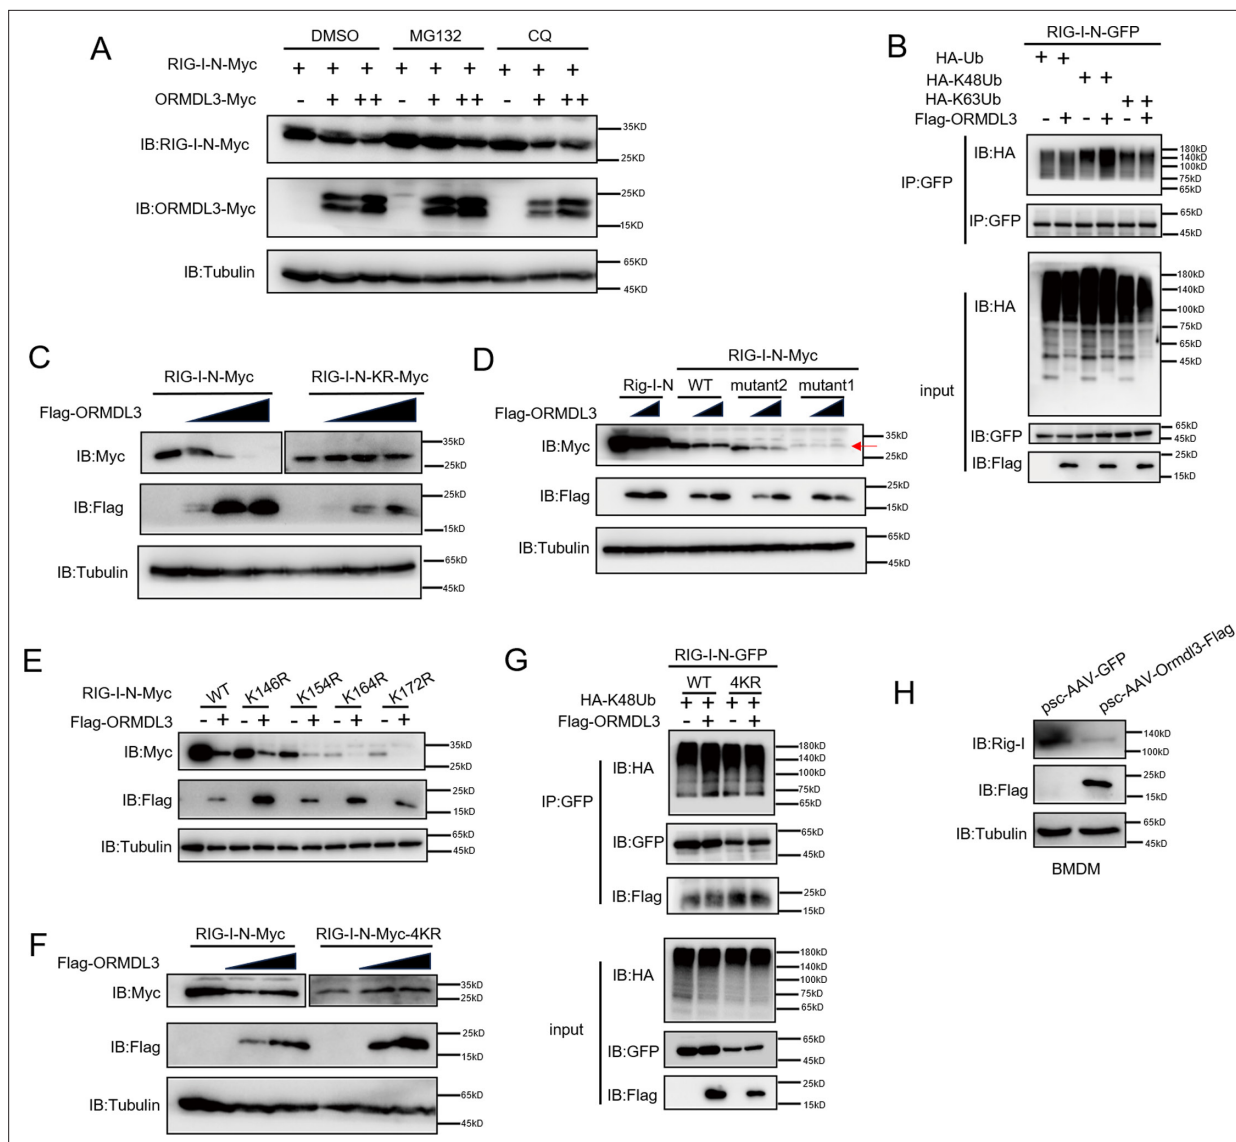 A
DMSO MG132 CQ
RIG-I-N-Myc + + + + + + + + +
ORMDL3-Myc - + ++ - + ++ - + ++
IB:RIG-I-N-Myc
35KD
25KD
IB:ORMDL3-Myc
25KD
15KD
IB:Tubulin
65KD
45KD
B
RIG-I-N-GFP
HA-Ub + +
HA-K48Ub + +
HA-K63Ub + +
Flag-ORMDL3 - + - + - +
IP:GFP
IB:HA
180kD
140kD
100kD
75kD
65kD
IP:GFP
65kD
45kD
input
IB:HA
180kD
140kD
100kD
75kD
65kD
45kD
IB:GFP
65kD
45kD
IB:Flag
25kD
15kD
C
RIG-I-N-Myc RIG-I-N-KR-Myc
Flag-ORMDL3
IB:Myc
35kD
25kD
IB:Flag
25kD
15kD
IB:Tubulin
65kD
45kD
D
RIG-I-N-Myc
Rig-I-N WT mutant2 mutant1
Flag-ORMDL3
IB:Myc
35kD
25kD
IB:Flag
25kD
15kD
IB:Tubulin
65kD
45kD
E
RIG-I-N-Myc WT K146R K154R K164R K172R
Flag-ORMDL3 - + - + - + - + - +
IB:Myc
35kD
25kD
IB:Flag
25kD
15kD
IB:Tubulin
65kD
45kD
F
RIG-I-N-Myc RIG-I-N-Myc-4KR
Flag-ORMDL3
IB:Myc
35kD
25kD
IB:Flag
25kD
15kD
IB:Tubulin
65kD
45kD
G
RIG-I-N-GFP
WT 4KR
HA-K48Ub + + + +
Flag-ORMDL3 - + - +
IP:GFP
IB:HA
180kD
140kD
100kD
75kD
65kD
IB:GFP
65kD
45kD
IB:Flag
25kD
15kD
input
IB:HA
180kD
140kD
100kD
75kD
65kD
IB:GFP
65kD
45kD
IB:Flag
25kD
15kD
H
psc-AAV-GFP
psc-AAV-Ormdl3-Flag
IB:Rig-I
140kD
100kD
IB:Flag
25kD
15kD
IB:Tubulin
65kD
45kD
BMDM